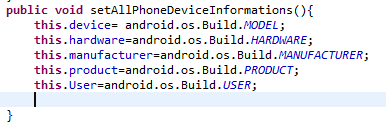 public void setAllPhoneDeviceInformations(){
this.device= android.os.Build.MODEL;
this.hardware=android.os.Build.HARDWARE;
this.manufacturer=android.os.Build.MANUFACTURER;
this.product=android.os.Build.PRODUCT;
this.User=android.os.Build.USER;
}